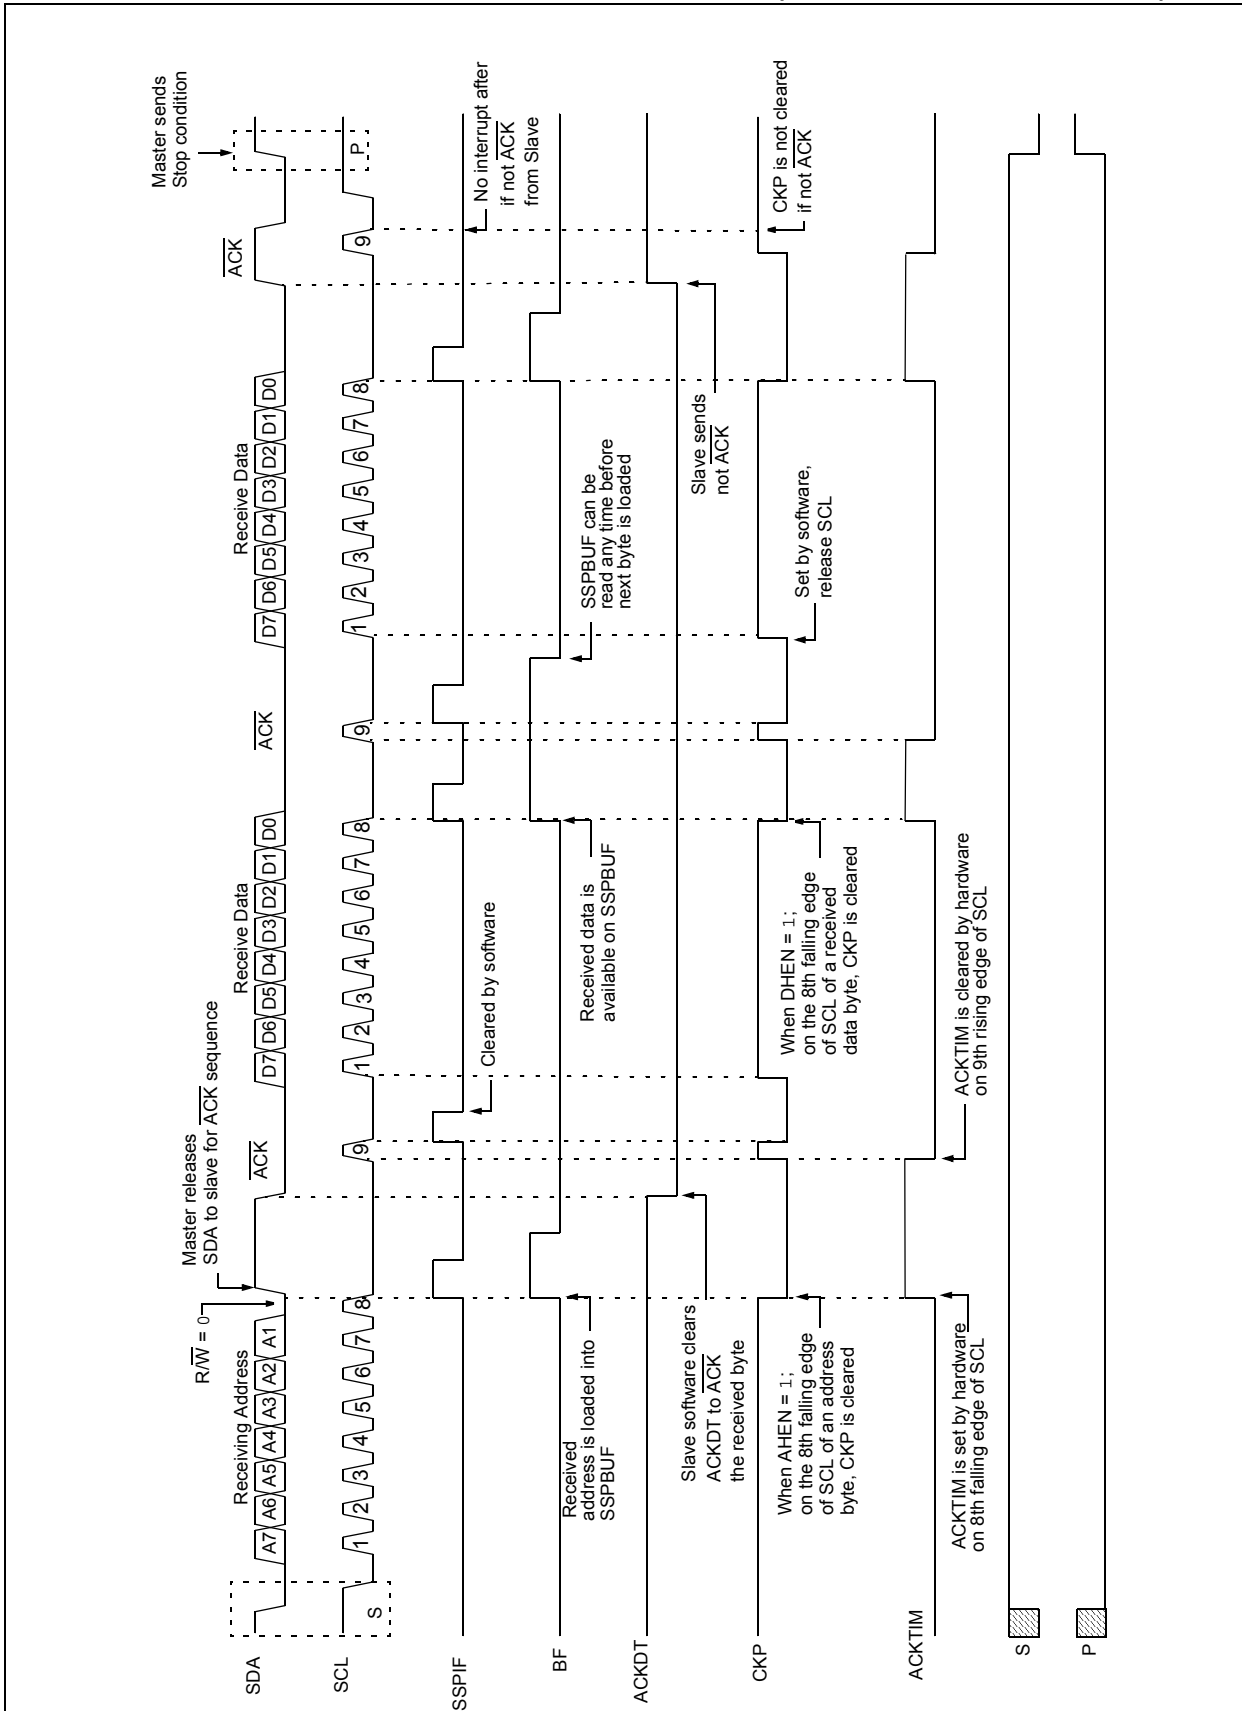 Master sends
Stop condition
Master releases
SDA to slave for ACK sequence
R/W = 0
Receiving Address
ACK
Receive Data
ACK
Receive Data
ACK
SDA
A7 A6 A5 A4 A3 A2 A1
D7 D6 D5 D4 D3 D2 D1 D0
D7 D6 D5 D4 D3 D2 D1 D0
SCL
S
1 2 3 4 5 6 7 8 9
1 2 3 4 5 6 7 8 9
1 2 3 4 5 6 7 8 9
P
SSPIF
Cleared by software
No interrupt after
if not ACK
from Slave
BF
Received
address is loaded into
SSPBUF
Received data is
available on SSPBUF
SSPBUF can be
read any time before
next byte is loaded
ACKDT
Slave software clears
ACKDT to ACK
the received byte
Slave sends
not ACK
CKP
When AHEN = 1;
on the 8th falling edge
of SCL of an address
byte, CKP is cleared
When DHEN = 1;
on the 8th falling edge
of SCL of a received
data byte, CKP is cleared
Set by software,
release SCL
CKP is not cleared
if not ACK
ACKTIM
ACKTIM is set by hardware
on 8th falling edge of SCL
ACKTIM is cleared by hardware
on 9th rising edge of SCL
S
P